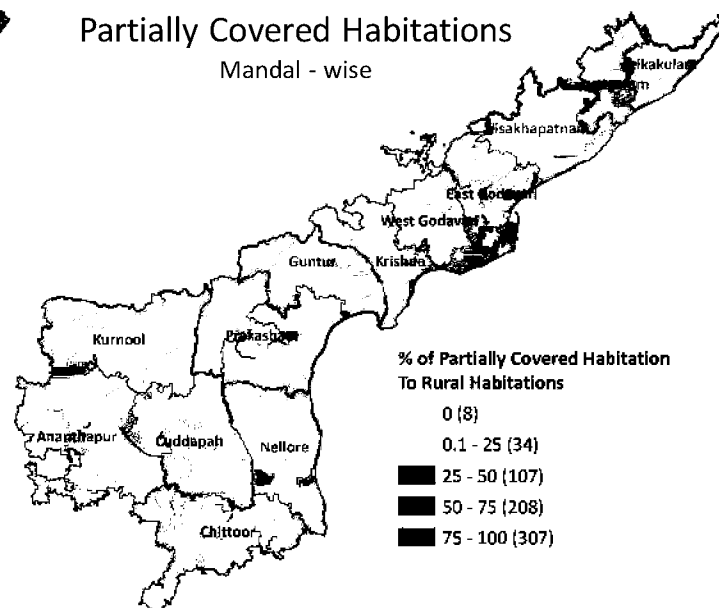 Partially Covered Habitations
Mandal - wise
Visakhapatnam
West Godavari
Guntur
Krishna
Kurnool
Prakasham
% of Partially Covered Habitation
To Rural Habitations
0 (8)
0.1 - 25 (34)
25 - 50 (107)
50 - 75 (208)
75 - 100 (307)
Ananthapur
Cuddapah
Nellore
Chittoor